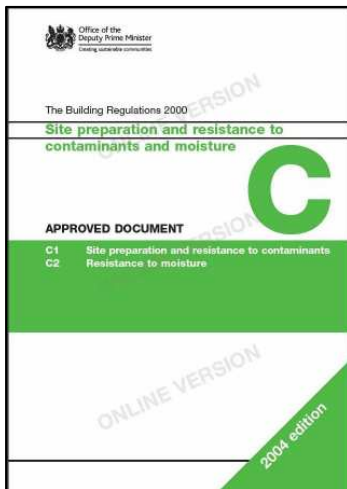 Office of the
Deputy Prime Minister
Creating sustainable communities
The Building Regulations 2000
ONLINE VERSION
Site preparation and resistance to
contaminants and moisture
C
APPROVED DOCUMENT
ONLINE VERSION
C1 Site preparation and resistance to contaminants
C2 Resistance to moisture
ONLINE VERSION
2004 edition